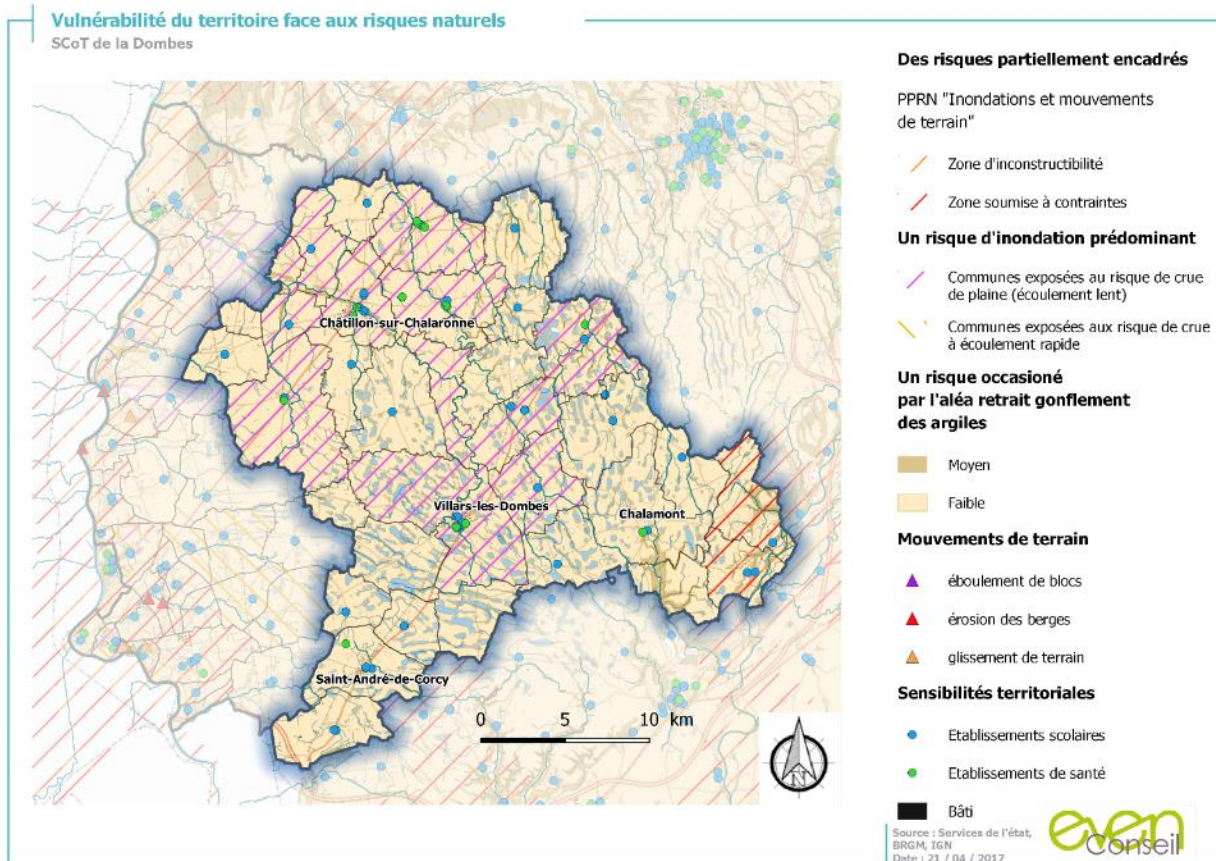 Vulnérabilité du territoire face aux risques naturels
SCoT de la Dombes
Châtillon-sur-Chalaronne
Villars-les-Dombes
Chalamont
Saint-André-de-Corcy
0 5 10 km
N
Des risques partiellement encadrés
PPRN "Inondations et mouvements
de terrain"
Zone d'inconstructibilité
Zone soumise à contraintes
Un risque d'inondation prédominant
Communes exposées au risque de crue
de plaine (écoulement lent)
Communes exposées aux risque de crue
à écoulement rapide
Un risque occasioné
par l'aléa retrait gonflement
des argiles
Moyen
Faible
Mouvements de terrain
éboulement de blocs
érosion des berges
glissement de terrain
Sensibilités territoriales
Etablissements scolaires
Etablissements de santé
Bâti
Source : Services de l'état,
BRGM, IGN
Date : 21 / 04 / 2017
even
Conseil